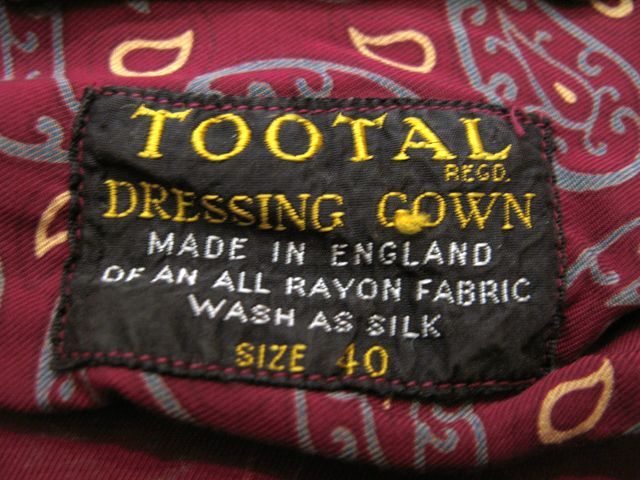 TOOTAL
REGD.
DRESSING GOWN
MADE IN ENGLAND
OF AN ALL RAYON FABRIC
WASH AS SILK
SIZE 40